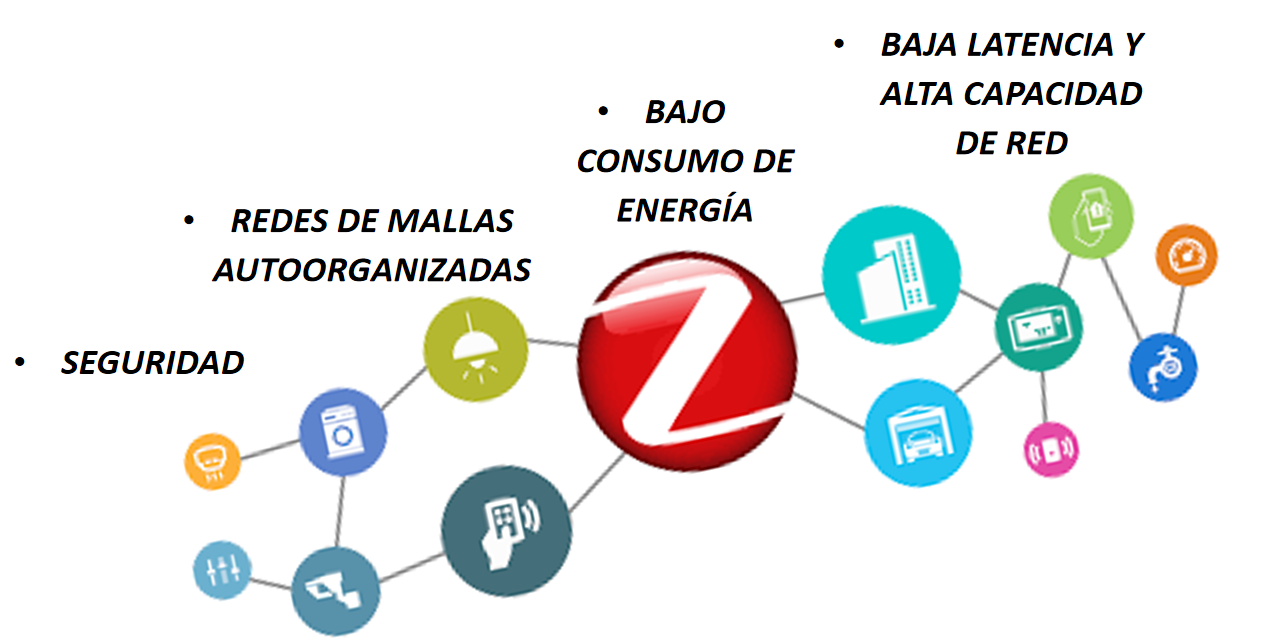 • BAJA LATENCIA Y
ALTA CAPACIDAD
DE RED
• BAJO
CONSUMO DE
ENERGÍA
• REDES DE MALLAS
AUTOORGANIZADAS
• SEGURIDAD